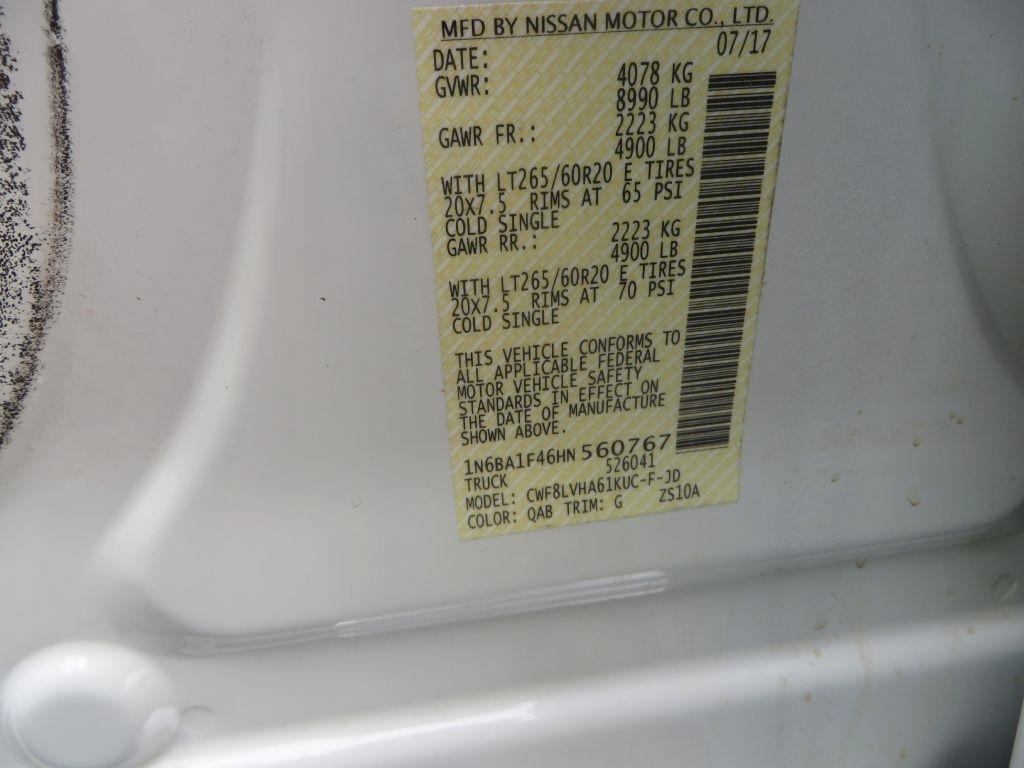 MFD BY NISSAN MOTOR CO., LTD.
DATE: 07/17
GVWR: 4078 KG
8990 LB
GAWR FR.: 2223 KG
4900 LB
WITH LT265/60R20 E TIRES
20X7.5 RIMS AT 65 PSI
COLD SINGLE
GAWR RR.: 2223 KG
4900 LB
WITH LT265/60R20 E TIRES
20X7.5 RIMS AT 70 PSI
COLD SINGLE
THIS VEHICLE CONFORMS TO
ALL APPLICABLE FEDERAL
MOTOR VEHICLE SAFETY
STANDARDS IN EFFECT ON
THE DATE OF MANUFACTURE
SHOWN ABOVE.
1N6BA1F46HN560767
TRUCK 526041
MODEL: CWF8LVHA61KUC-F-JD
COLOR: QAB TRIM: G ZS10A